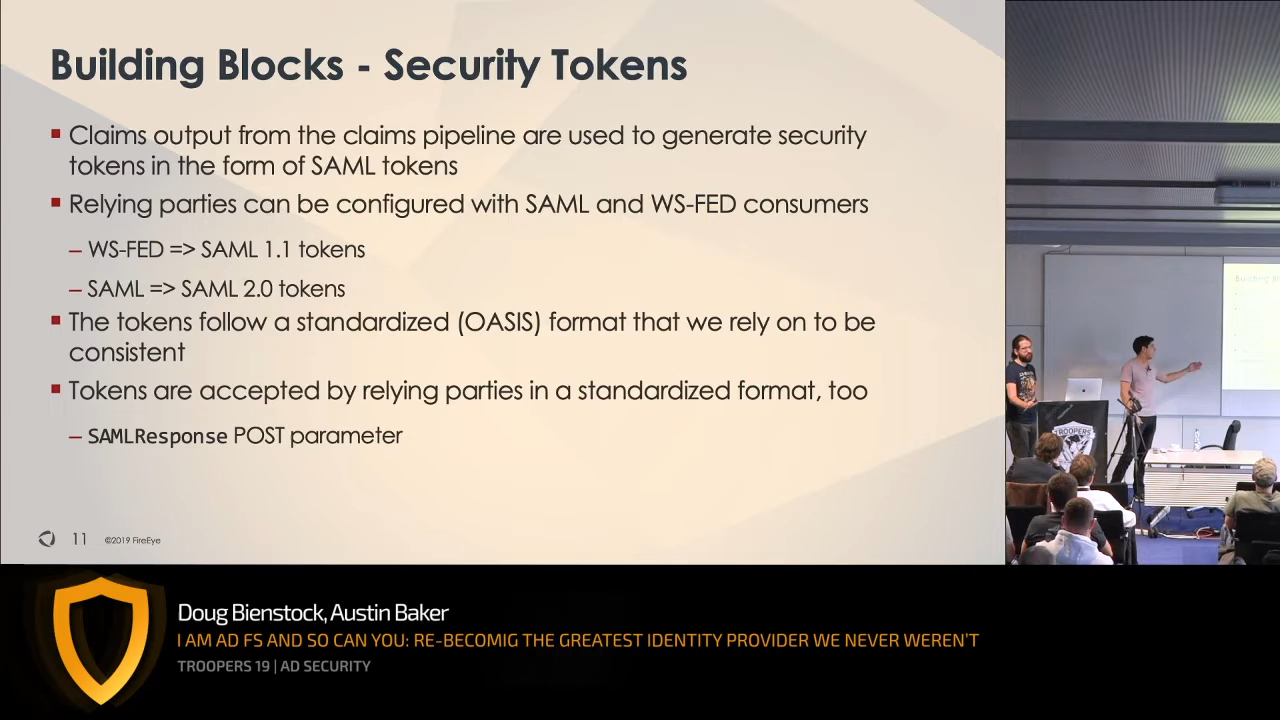 Building Blocks - Security Tokens
▪ Claims output from the claims pipeline are used to generate security
tokens in the form of SAML tokens
▪ Relying parties can be configured with SAML and WS-FED consumers
– WS-FED => SAML 1.1 tokens
– SAML => SAML 2.0 tokens
▪ The tokens follow a standardized (OASIS) format that we rely on to be
consistent
▪ Tokens are accepted by relying parties in a standardized format, too
– SAMLResponse POST parameter
11 ©2019 FireEye
Building Bl
TROOPERS
Doug Bienstock, Austin Baker
I AM AD FS AND SO CAN YOU: RE-BECOMIG THE GREATEST IDENTITY PROVIDER WE NEVER WEREN'T
TROOPERS 19 | AD SECURITY